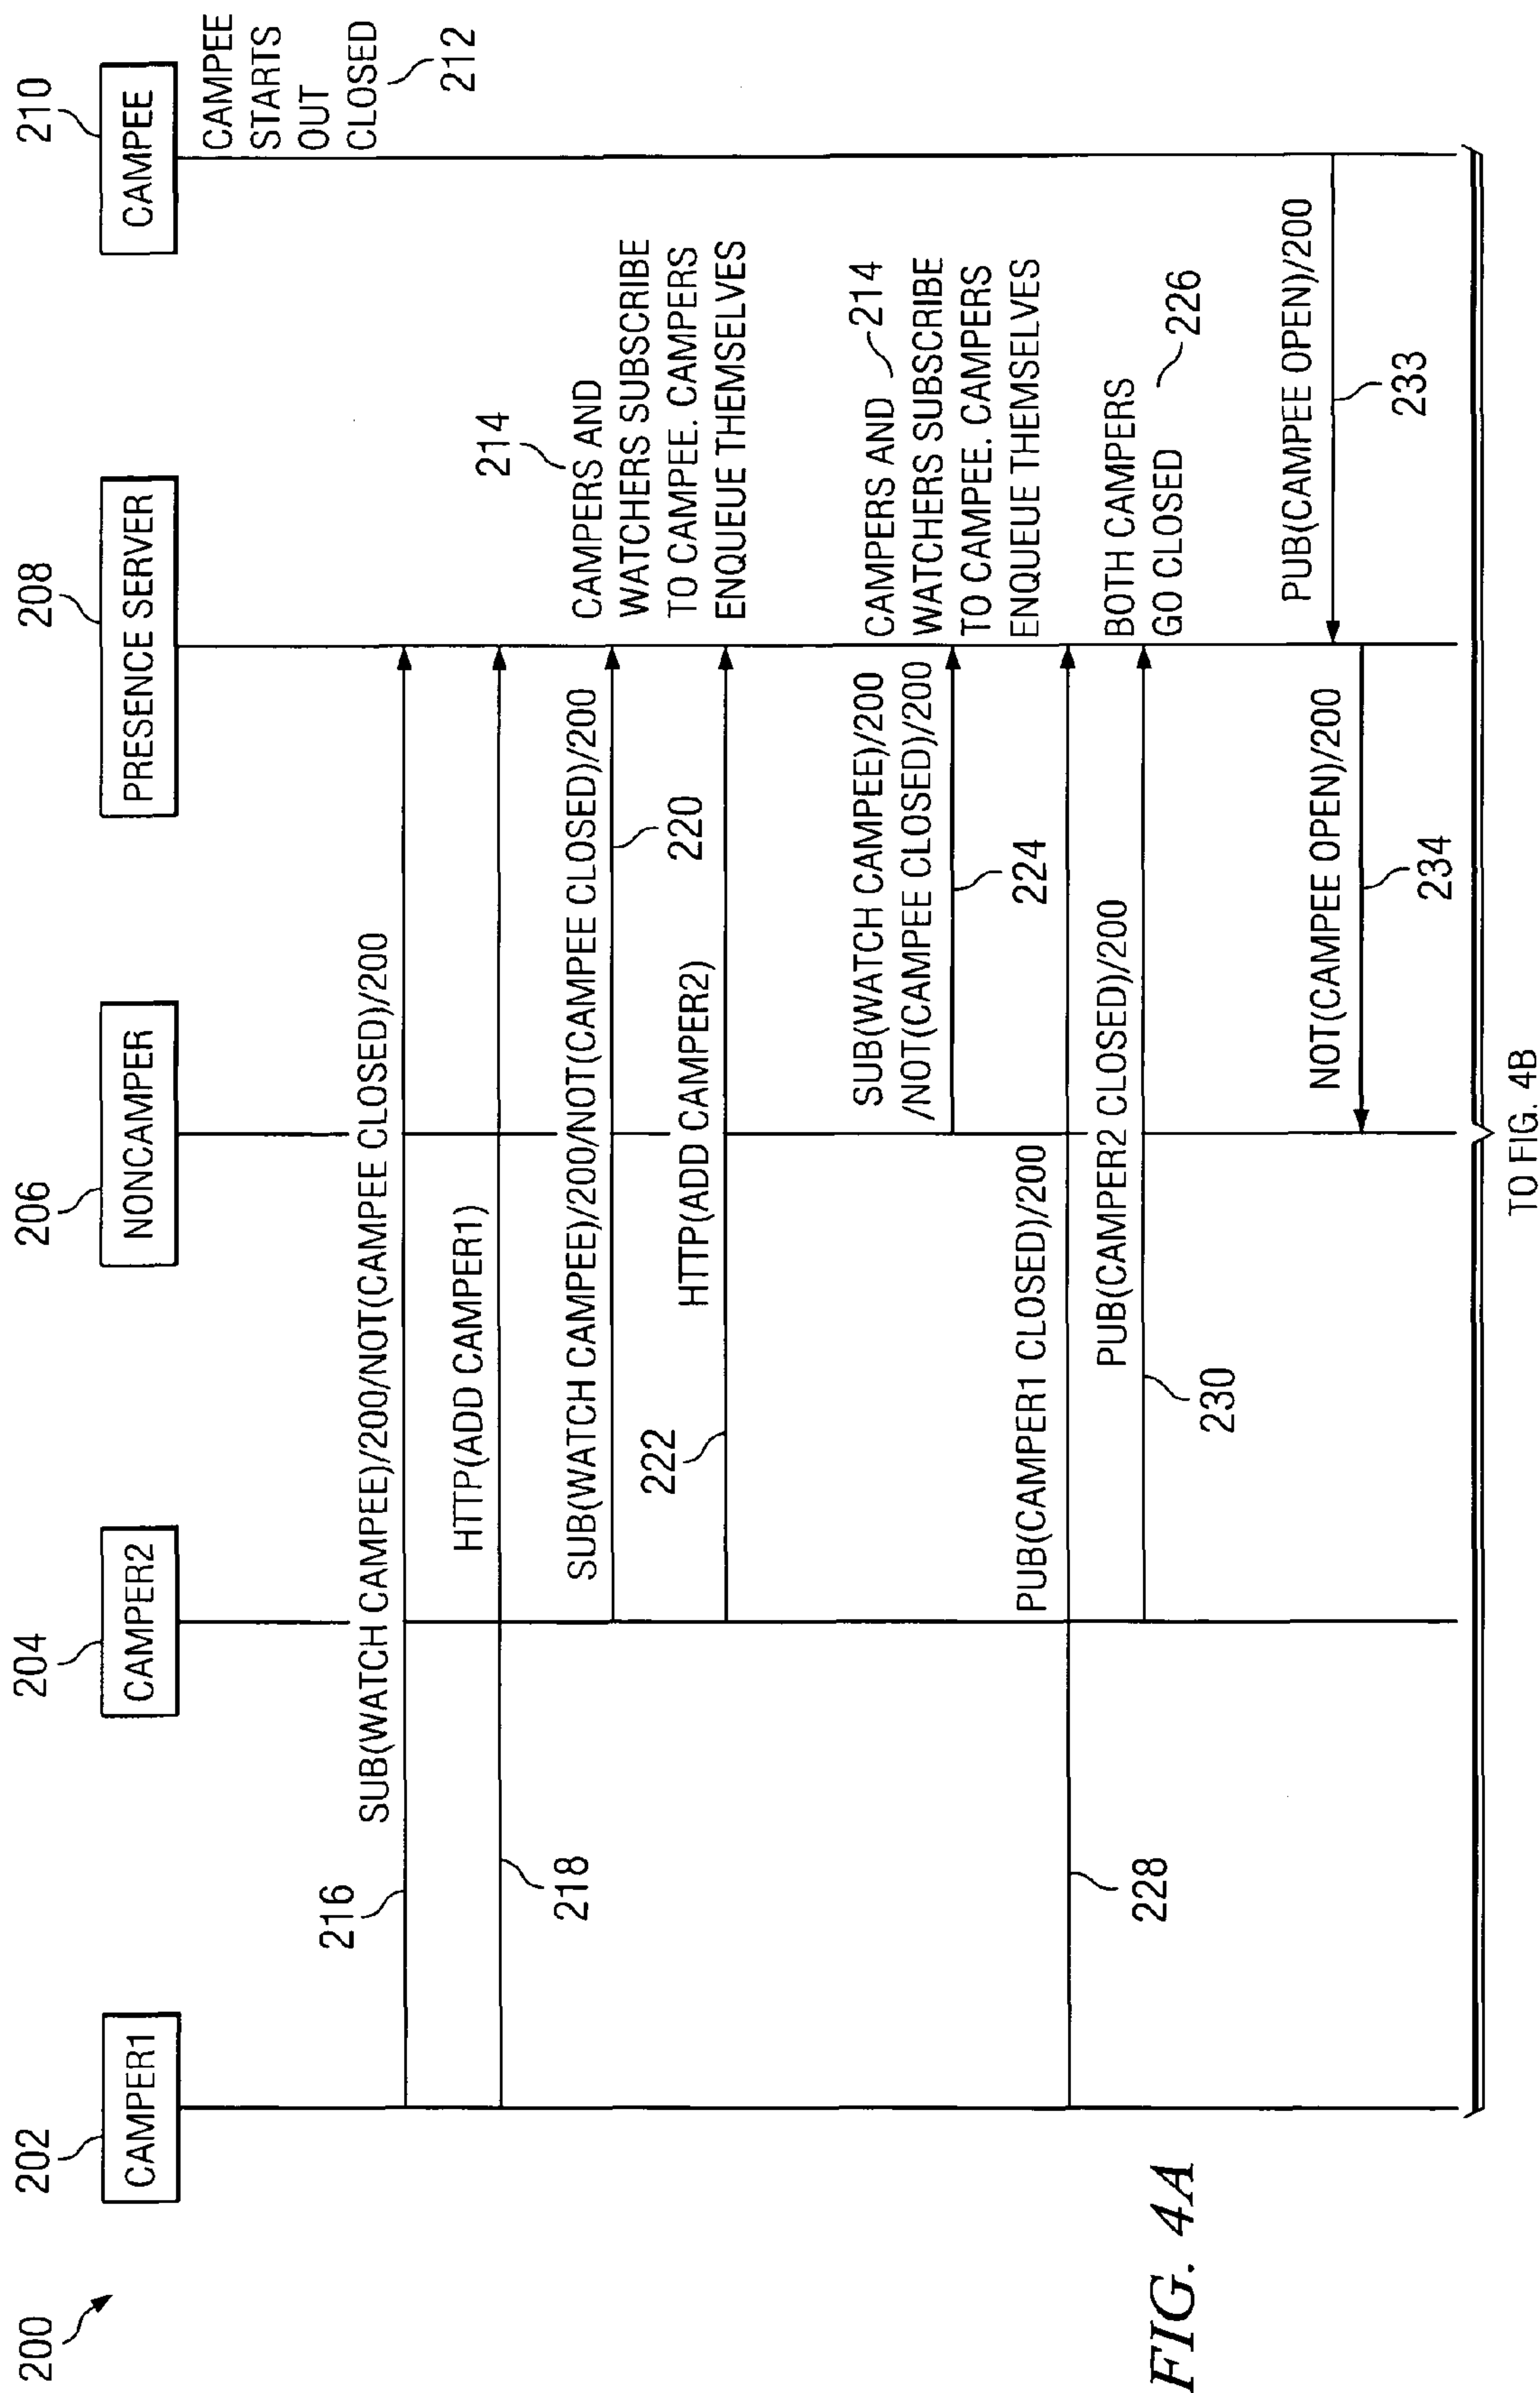 200
202
CAMPER1
204
CAMPER2
206
NONCAMPER
208
PRESENCE SERVER
210
CAMPEE
CAMPEE
STARTS
OUT
CLOSED
212
SUB(WATCH CAMPEE)/200/NOT(CAMPEE CLOSED)/200
216
HTTP(ADD CAMPER1)
218
214
CAMPERS AND
WATCHERS SUBSCRIBE
TO CAMPEE. CAMPERS
ENQUEUE THEMSELVES
SUB(WATCH CAMPEE)/200/NOT(CAMPEE CLOSED)/200
220
HTTP(ADD CAMPER2)
222
SUB(WATCH CAMPEE)/200
/NOT(CAMPEE CLOSED)/200
224
CAMPERS AND
214
WATCHERS SUBSCRIBE
TO CAMPEE. CAMPERS
ENQUEUE THEMSELVES
PUB(CAMPER1 CLOSED)/200
228
PUB(CAMPER2 CLOSED)/200
230
BOTH CAMPERS
GO CLOSED
226
PUB(CAMPEE OPEN)/200
233
NOT(CAMPEE OPEN)/200
234
TO FIG. 4B
FIG. 4A